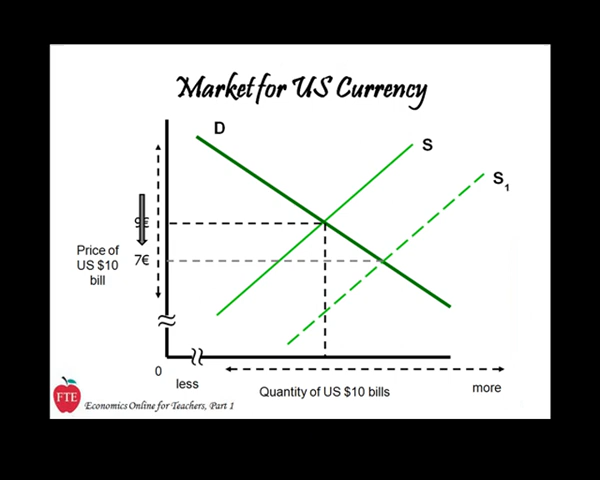 Market for US Currency
D
S
S1
Price of
US $10
bill
7€
0
less
Quantity of US $10 bills
more
FTE
Economics Online for Teachers, Part 1